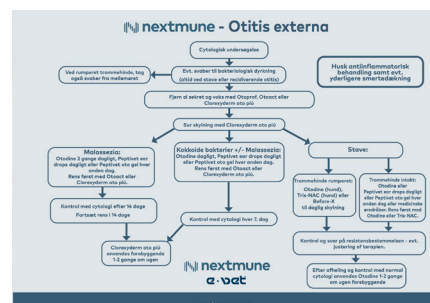 nextmune - Otitis externa
Cytologisk undersøgelse
Ved rumperet trommehinde, tag
også svaber fra mellemøret
Evt. svaber til bakteriologisk dyrkning
(altid ved stave eller recidiverende otitis)
Husk antiinflammatorisk
behandling samt evt.
yderligere smertedækning
Fjern al sekret og voks med Otoprof, Otoact eller
Clorexyderm oto piú
Sur skylning med Clorexyderm oto piú
Malassezia:
Otodine 2 gange dagligt, Peptivet ear
drops dagligt eller Peptivet oto gel hver
anden dag.
Rens først med Otoact eller
Clorexyderm oto piú.
Kokkoide bakterier +/- Malassezia:
Otodine dagligt, Peptivet ear drops dagligt
eller Peptivet oto gel hver anden dag.
Rens først med Otoact eller
Clorexyderm oto piú.
Stave:
Trommehinde rumperet:
Otodine (hund),
Tris-NAC (hund) eller
Before-X
til daglig skylning
Trommehinde intakt:
Otodine eller
Peptivet ear drops dagligt
eller Peptivet oto gel hver
anden dag eller medicinske
øredråber. Rens først med
Otodine eller Tris NAC.
Kontrol med cytologi efter 14 dage
Fortsæt rens i 14 dage
Kontrol med cytologi hver 7. dag
Kontrol og svar på resistensbestemmelsen - evt.
justering af terapien.
Clorexyderm oto piú
anvendes forebyggende
1-2 gange om ugen
Efter afheling og kontrol med normal
cytologi anvendes Otodine 1-2 gange
om ugen forebyggende
nextmune
e-vet